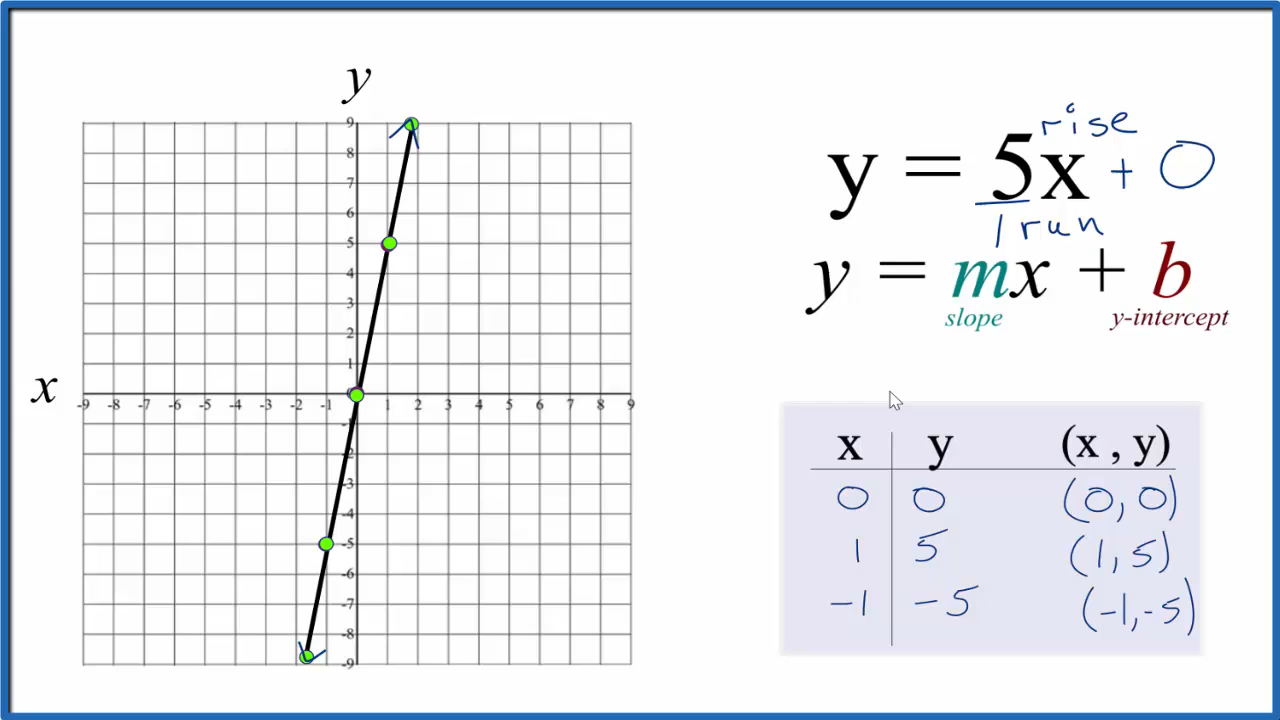 y
9
8
7
6
5
4
3
2
1
x
-9 -8 -7 -6 -5 -4 -3 -2 -1 0 1 2 3 4 5 6 7 8 9
-1
-2
-3
-4
-5
-6
-7
-8
-9
rise
y = 5x + 0
1 run
y = mx + b
slope y-intercept
x y (x , y)
0 0 (0, 0)
1 5 (1, 5)
-1 -5 (-1, -5)